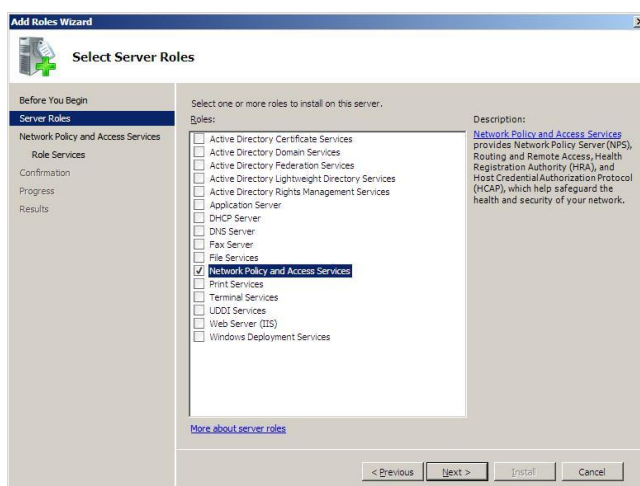 Add Roles Wizard
Select Server Roles
Before You Begin
Server Roles
Network Policy and Access Services
Role Services
Confirmation
Progress
Results
Select one or more roles to install on this server.
Roles:
Active Directory Certificate Services
Active Directory Domain Services
Active Directory Federation Services
Active Directory Lightweight Directory Services
Active Directory Rights Management Services
Application Server
DHCP Server
DNS Server
Fax Server
File Services
Network Policy and Access Services
Print Services
Terminal Services
UDDI Services
Web Server (IIS)
Windows Deployment Services
More about server roles
Description:
Network Policy and Access Services
provides Network Policy Server (NPS),
Routing and Remote Access, Health
Registration Authority (HRA), and
Host Credential Authorization Protocol
(HCAP), which help safeguard the
health and security of your network.
< Previous
Next >
Install
Cancel